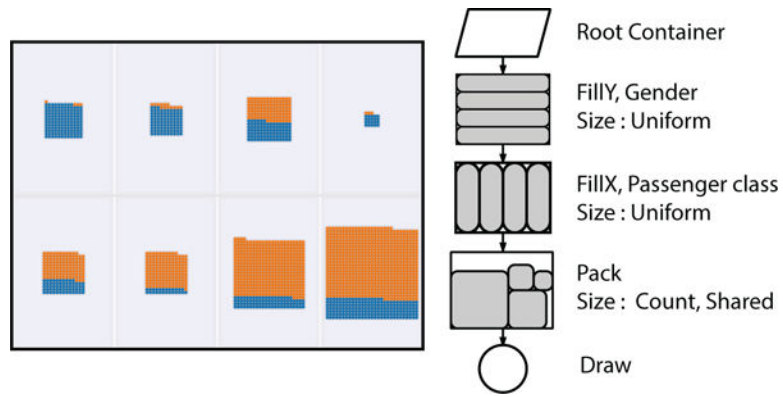 Root Container
FillY, Gender
Size : Uniform
FillX, Passenger class
Size : Uniform
Pack
Size : Count, Shared
Draw